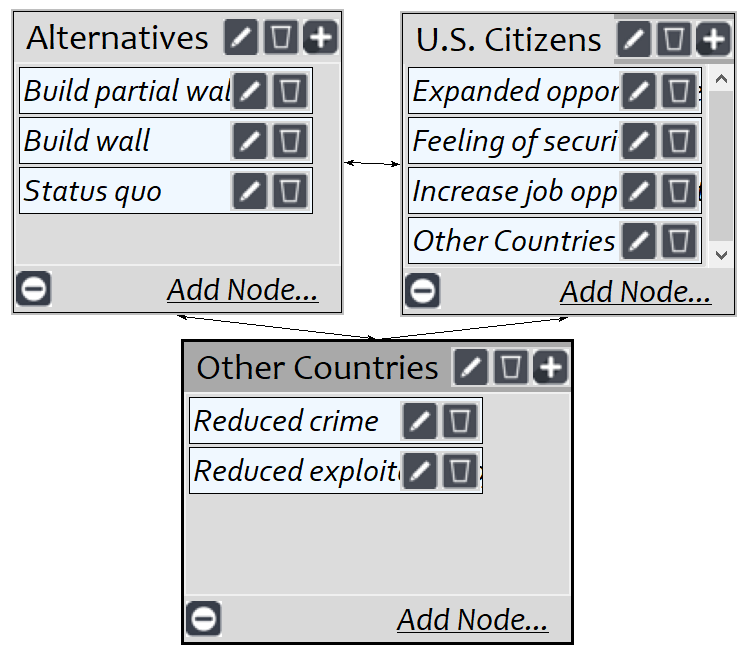 Alternatives
Build partial wal
Build wall
Status quo
Add Node...
U.S. Citizens
Expanded oppor
Feeling of securi
Increase job opp
Other Countries
Add Node...
Other Countries
Reduced crime
Reduced exploit
Add Node...